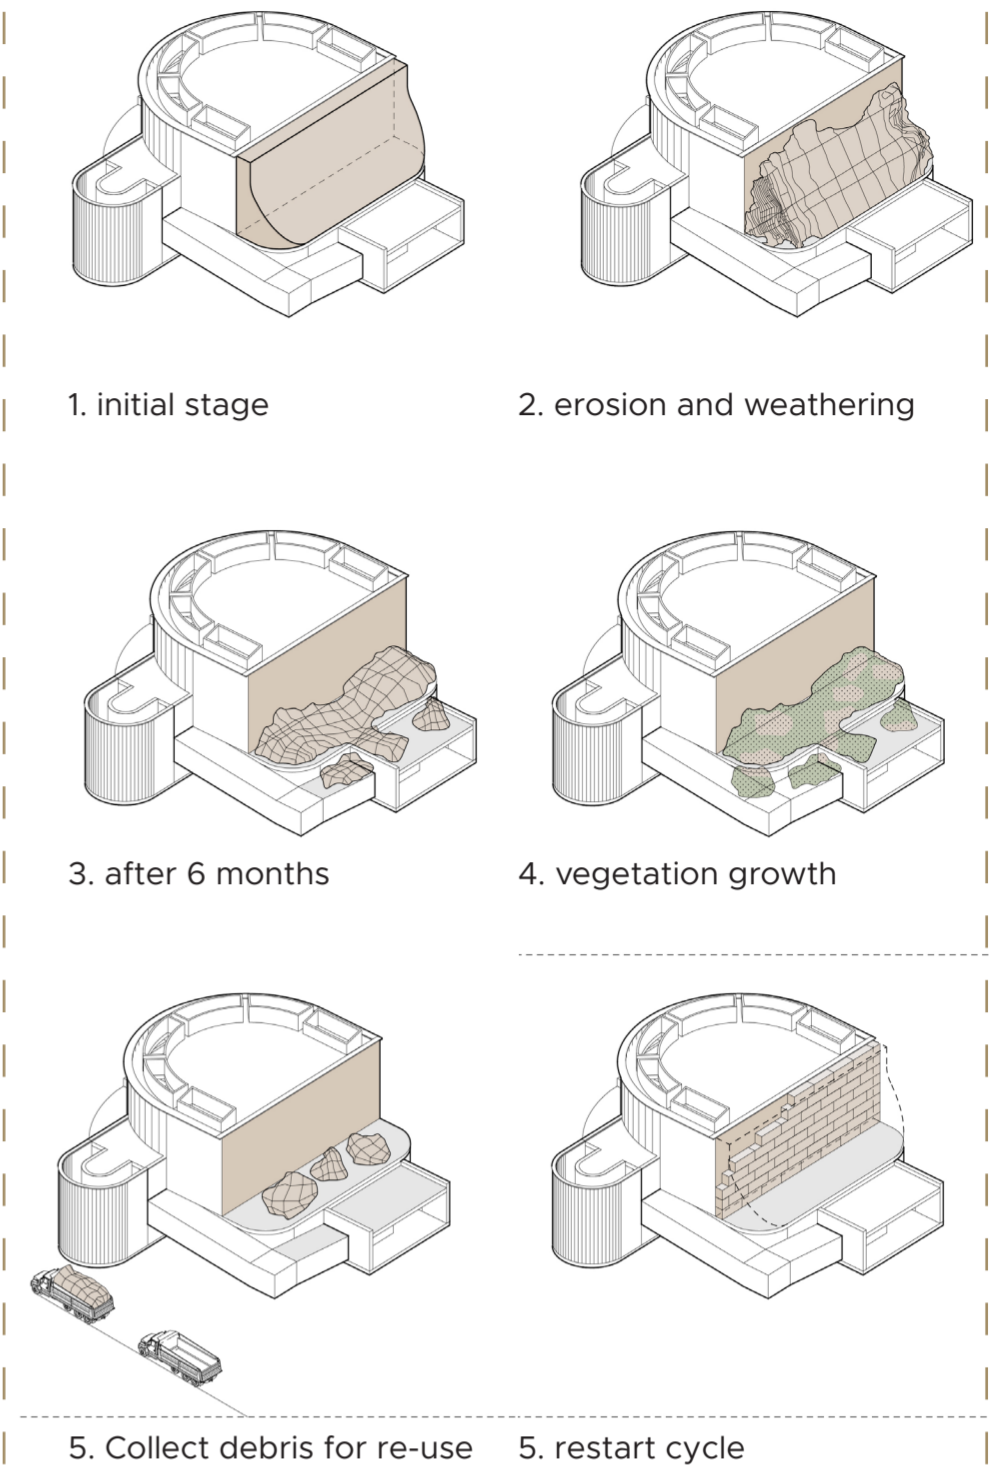 1. initial stage
2. erosion and weathering
3. after 6 months
4. vegetation growth
5. Collect debris for re-use
5. restart cycle